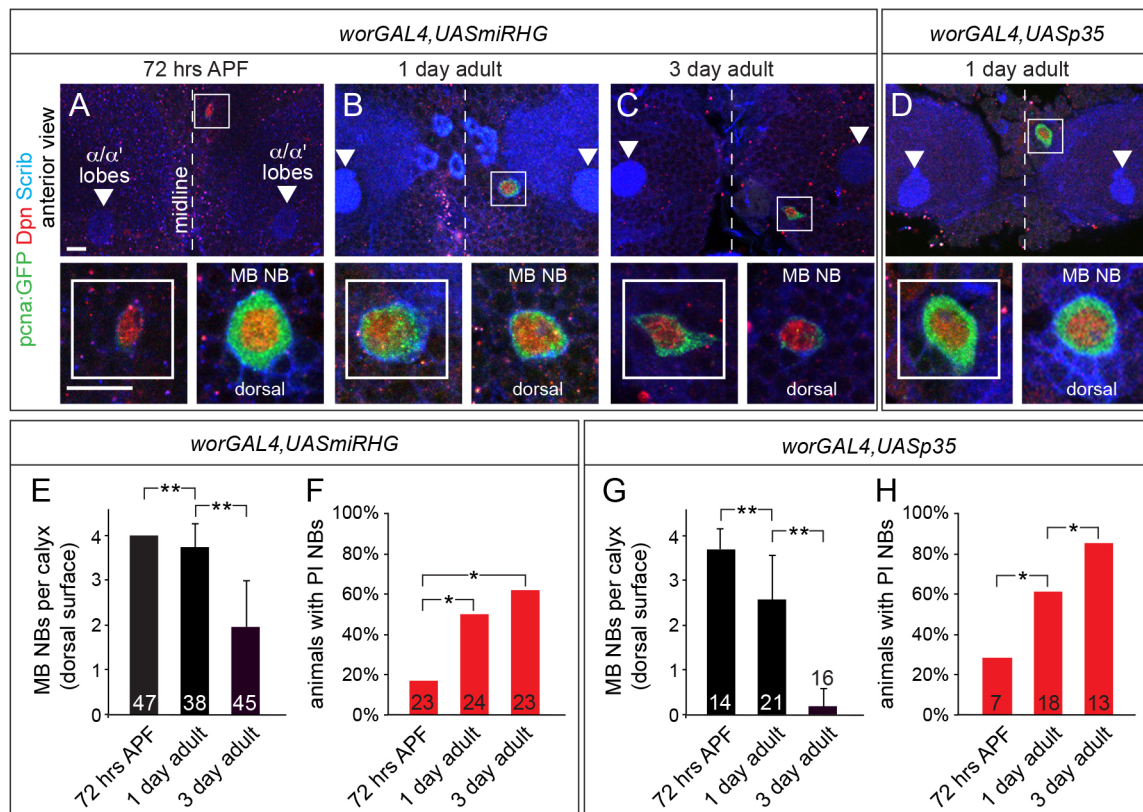 worGAL4,UASmiRHG
worGAL4,UASp35
72 hrs APF
1 day adult
3 day adult
1 day adult
pcna:GFP Dpn Scrib
anterior view
A
B
C
D
α/α'
lobes
α/α'
lobes
midline
MB NB
dorsal
MB NB
dorsal
MB NB
dorsal
MB NB
dorsal
worGAL4,UASmiRHG
worGAL4,UASp35
E
MB NBs per calyx
(dorsal surface)
4
3
2
1
0
**
**
47
38
45
72 hrs APF
1 day adult
3 day adult
F
animals with PI NBs
100%
80%
60%
40%
20%
0%
*
*
23
24
23
72 hrs APF
1 day adult
3 day adult
G
MB NBs per calyx
(dorsal surface)
4
3
2
1
0
**
**
14
21
16
72 hrs APF
1 day adult
3 day adult
H
animals with PI NBs
100%
80%
60%
40%
20%
0%
*
*
7
18
13
72 hrs APF
1 day adult
3 day adult